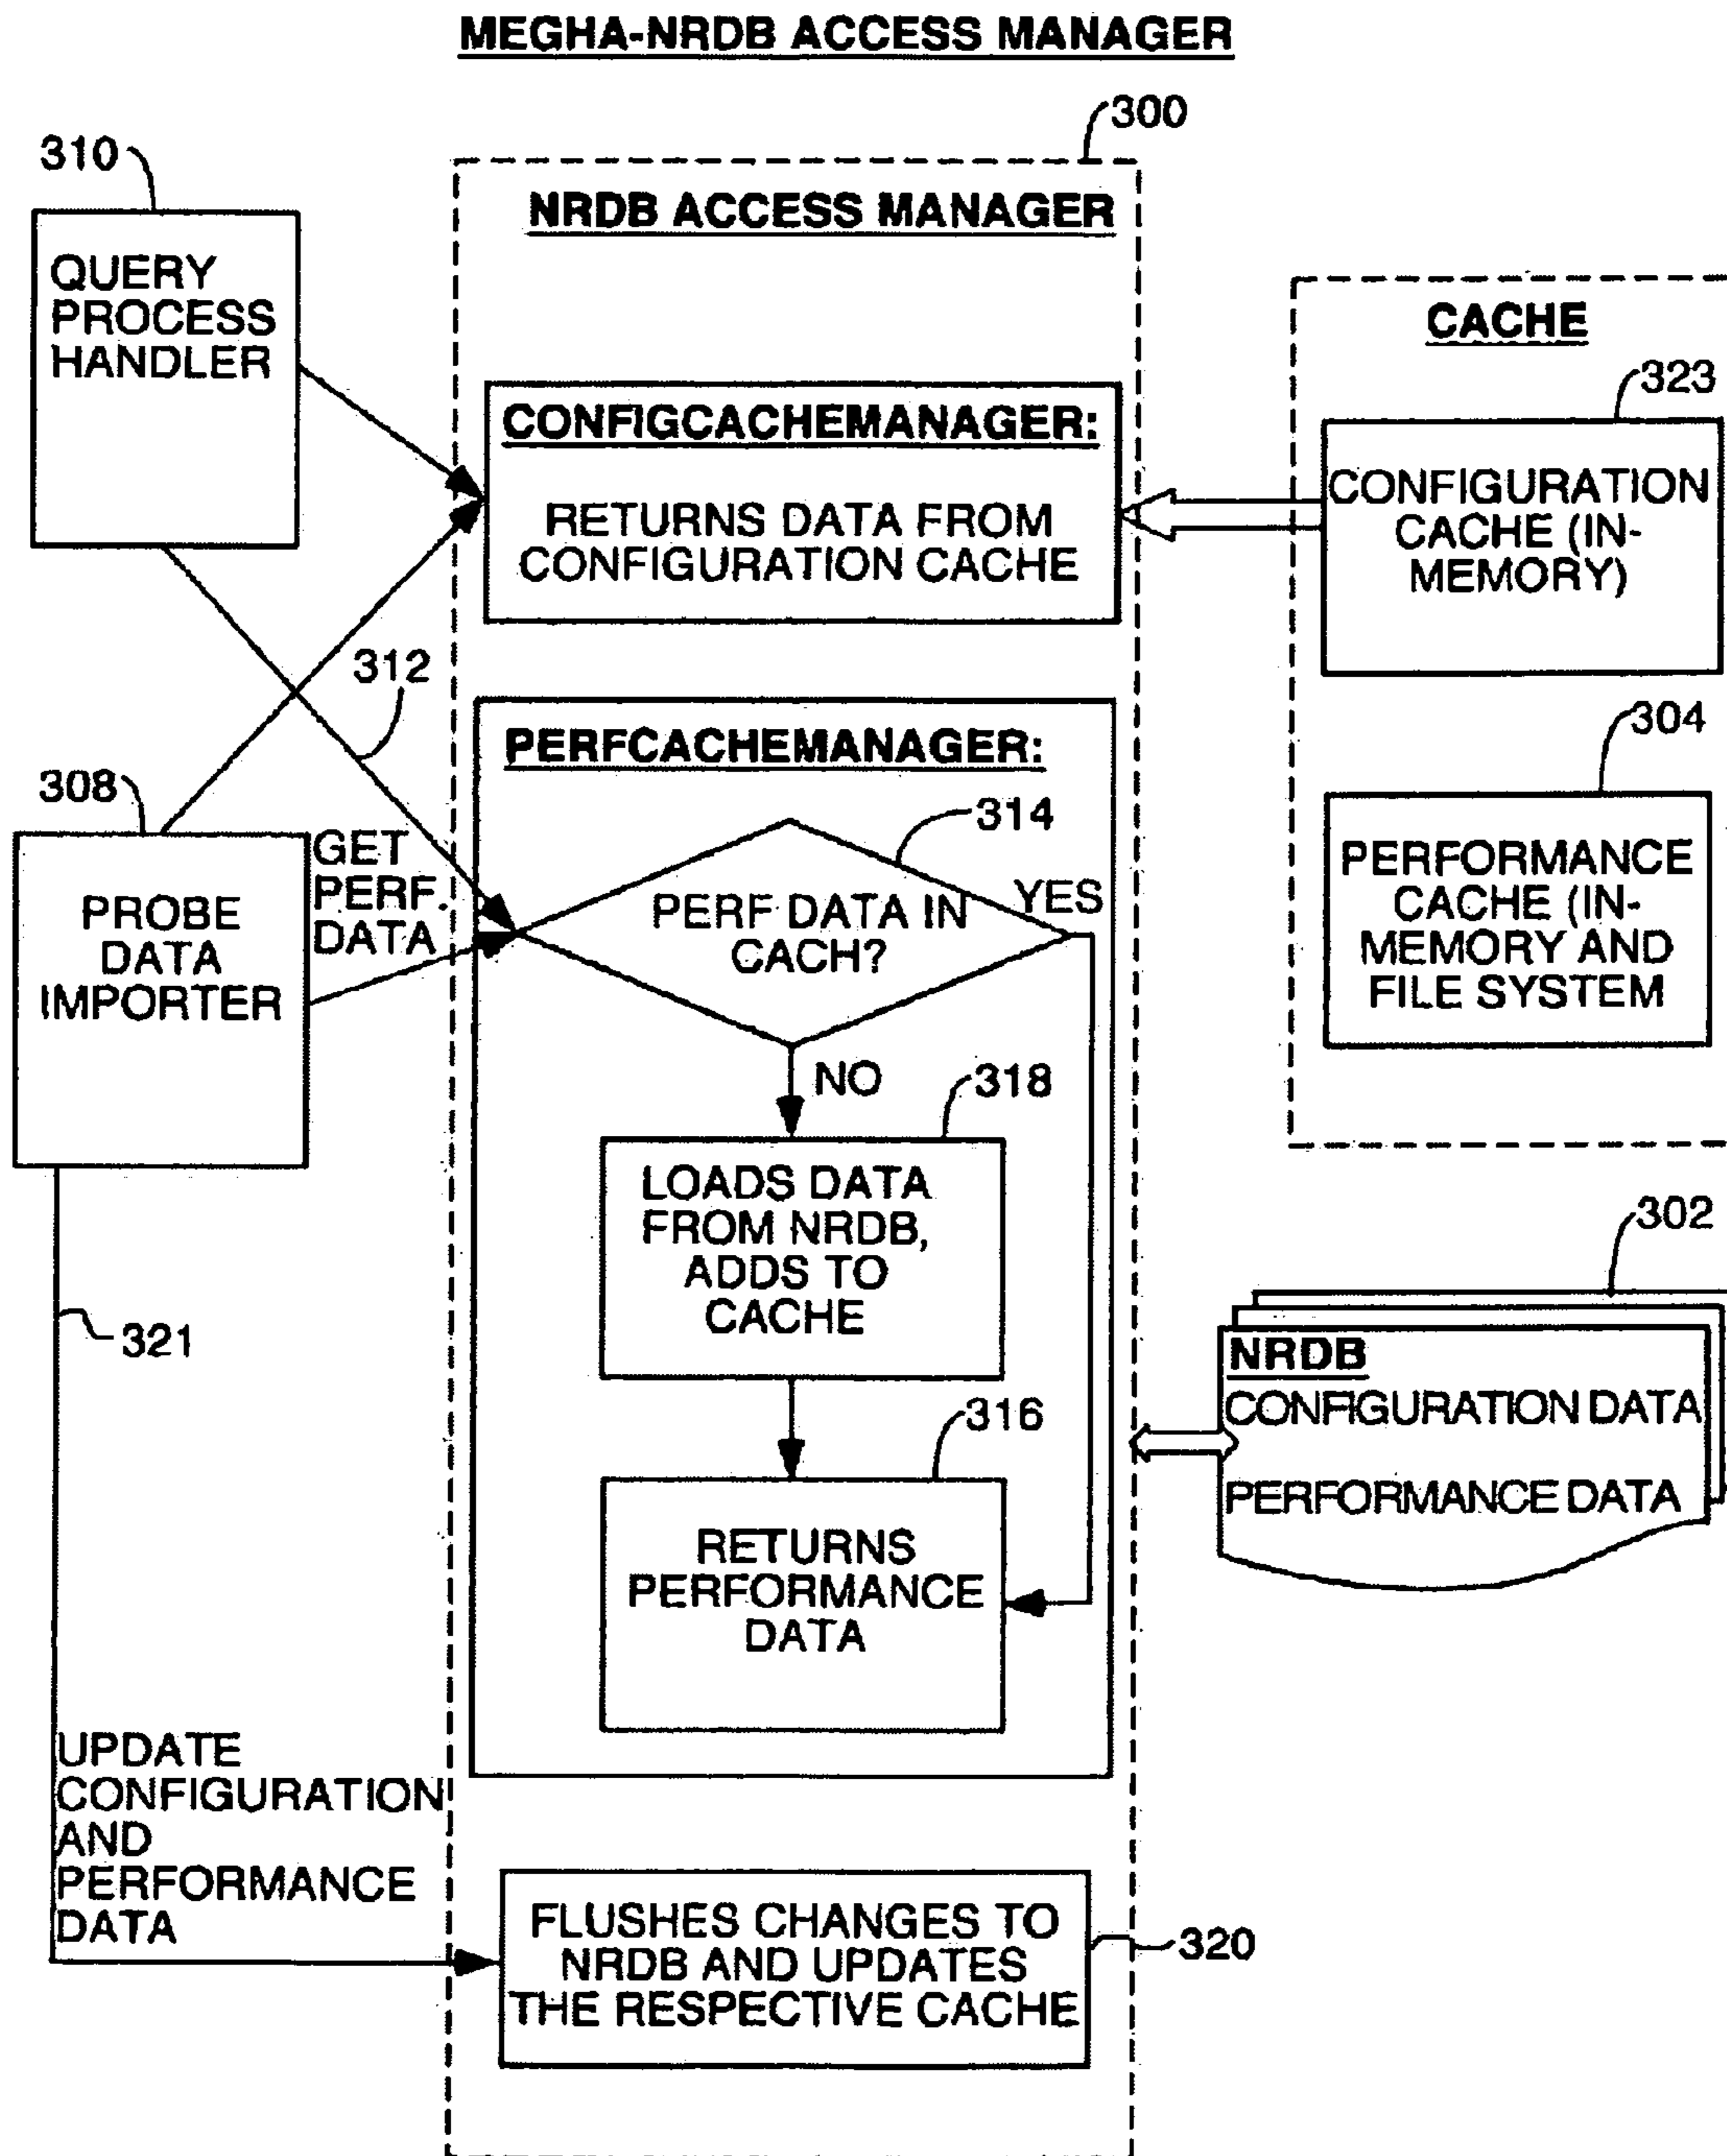 MEGHA-NRDB ACCESS MANAGER
300
310
NRDB ACCESS MANAGER
QUERY
PROCESS
HANDLER
CACHE
323
CONFIGCACHEMANAGER:
RETURNS DATA FROM
CONFIGURATION CACHE
CONFIGURATION
CACHE (IN-
MEMORY)
312
304
PERFCACHEMANAGER:
308
314
GET
PERF.
DATA
PROBE
DATA
IMPORTER
PERF DATA IN
CACH?
YES
PERFORMANCE
CACHE (IN-
MEMORY AND
FILE SYSTEM
NO
318
LOADS DATA
FROM NRDB,
ADDS TO
CACHE
302
321
NRDB
CONFIGURATION DATA
PERFORMANCE DATA
316
RETURNS
PERFORMANCE
DATA
UPDATE
CONFIGURATION
AND
PERFORMANCE
DATA
FLUSHES CHANGES TO
NRDB AND UPDATES
THE RESPECTIVE CACHE
320